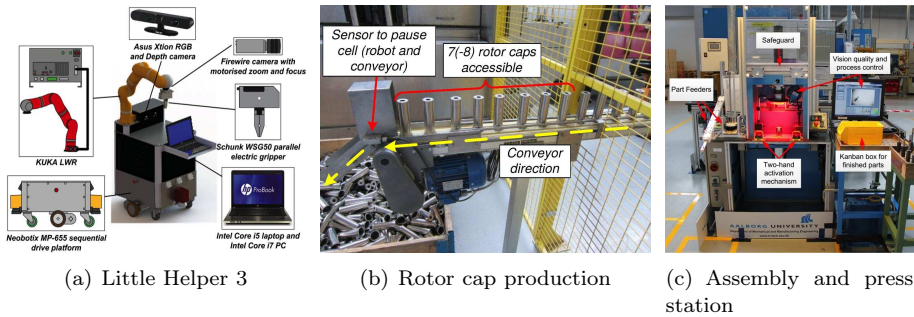 Asus Xtion RGB
and Depth camera
Firewire camera with
motorised zoom and focus
KUKA LWR
Schunk WSG50 parallel
electric gripper
hp
ProBook
Neobotix MP-655 sequential
drive platform
Intel Core i5 laptop and
Intel Core i7 PC
(a) Little Helper 3
Sensor to pause
cell (robot and
conveyor)
7(-8) rotor caps
accessible
Conveyor
direction
(b) Rotor cap production
Safeguard
Vision quality and
process control
Part Feeders
Two-hand
activation
mechanism
Kanban box for
finished parts
AALBORG UNIVERSITY
(c) Assembly and press
station